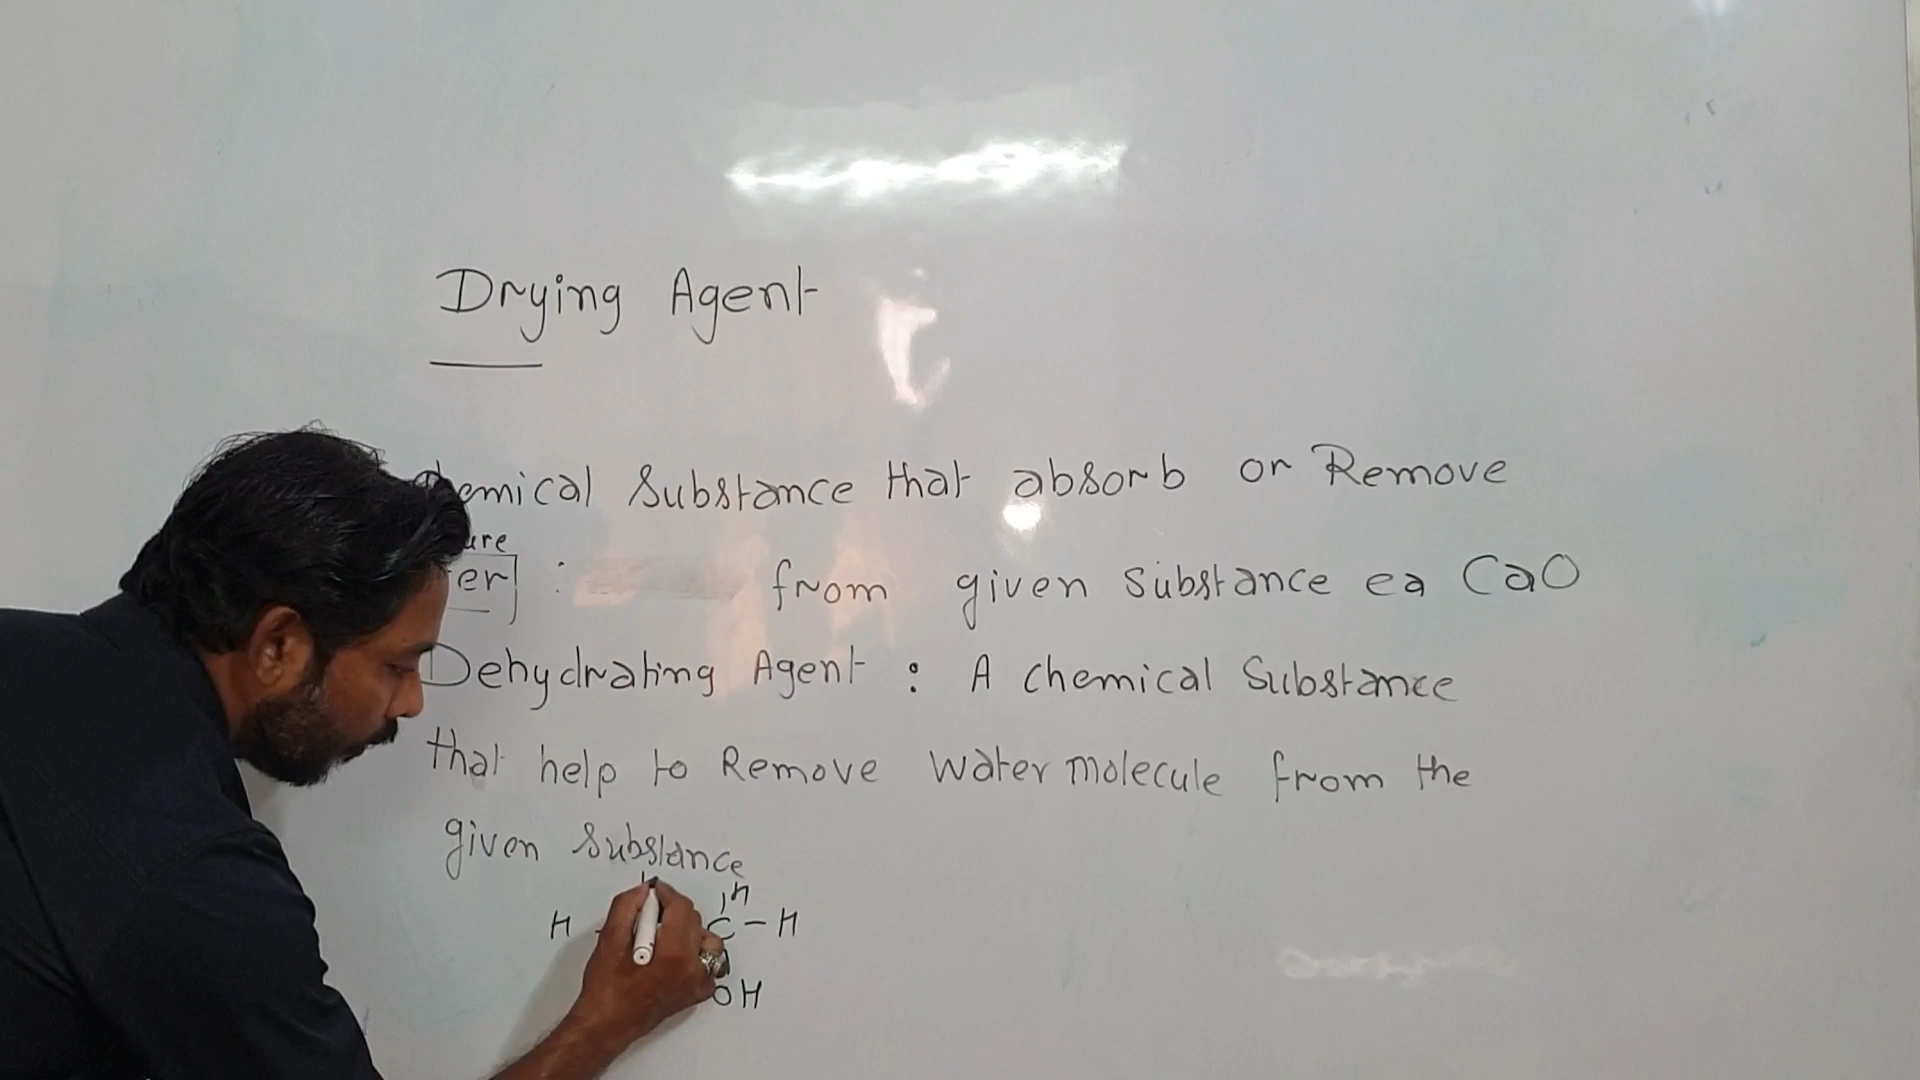 Drying Agent
hemical Substance that absorb or Remove
ure
er] : from given substance ea CaO
Dehydrating Agent : A chemical Substance
that help to Remove water molecule from the
given substance
H
H C - H
OH